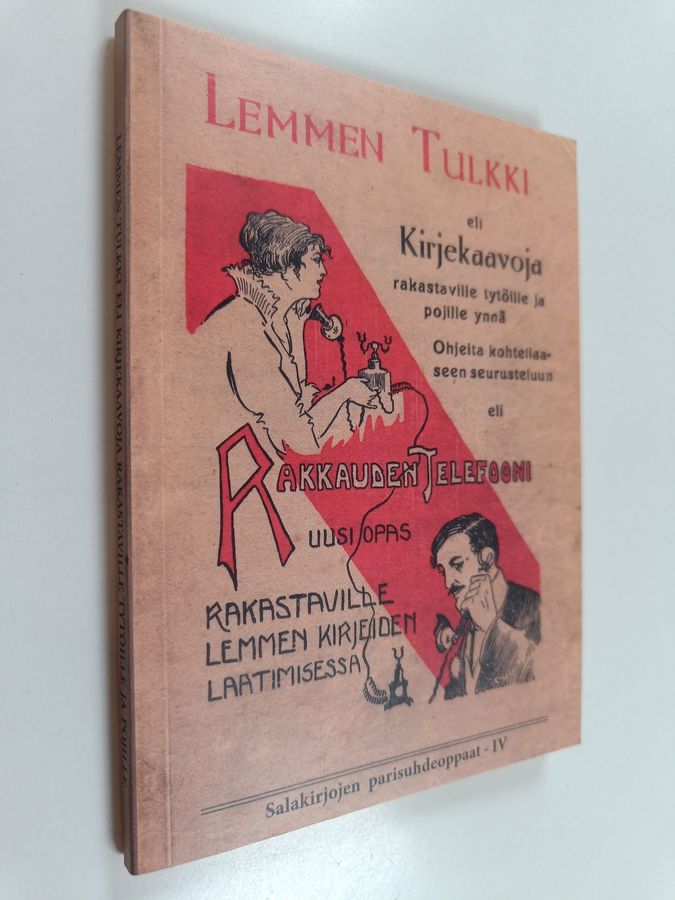 LEMMEN TULKKI
eli
Kirjekaavoja
rakastaville tytöille ja
pojille ynnä
Ohjeita kohteliaa-
seen seurusteluun
eli
RAKKAUDEN TELEFOONI
UUSI OPAS
RAKASTAVILLE
LEMMEN KIRJEIDEN
LAATIMISESSA
Salakirjojen parisuhdeoppaat - IV
LEMMEN TULKKI ELI KIRJEKAAVOJA RAKASTAVILLE TYTÖILLE JA POJILLE